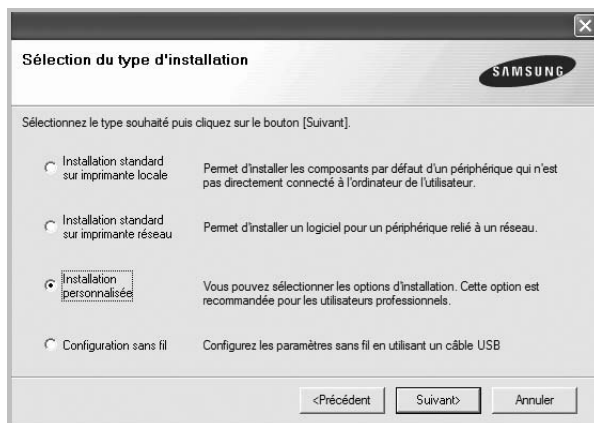 Sélection du type d'installation
SAMSUNG
Sélectionnez le type souhaité puis cliquez sur le bouton [Suivant].
Installation standard
sur imprimante locale
Permet d'installer les composants par défaut d'un périphérique qui n'est
pas directement connecté à l'ordinateur de l'utilisateur.
Installation standard
sur imprimante réseau
Permet d'installer un logiciel pour un périphérique relié à un réseau.
Installation
personnalisée
Vous pouvez sélectionner les options d'installation. Cette option est
recommandée pour les utilisateurs professionnels.
Configuration sans fil
Configurez les paramètres sans fil en utilisant un câble USB
<Précédent
Suivant>
Annuler